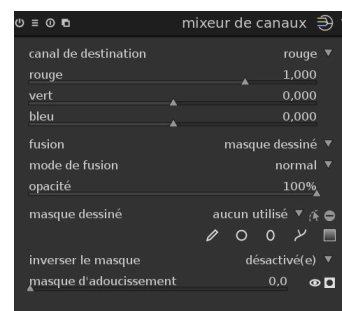 mixeur de canaux
canal de destination rouge
rouge 1,000
vert 0,000
bleu 0,000
fusion masque dessiné
mode de fusion normal
opacité 100%
masque dessiné aucun utilisé
inverser le masque désactivé(e)
masque d'adoucissement 0,0